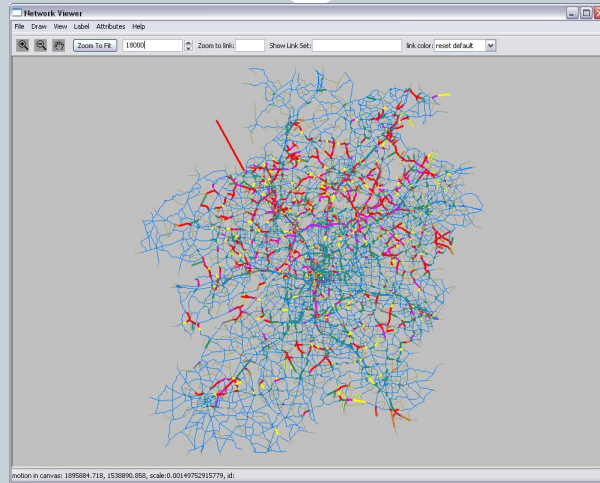 Network Viewer
File Draw View Label Attributes Help
Zoom To Fit 18000 Zoom to link: Show Link Set: link color: reset default
motion in canvas: 1895884.718, 1538890.858, scale:0.00149752915779, id: